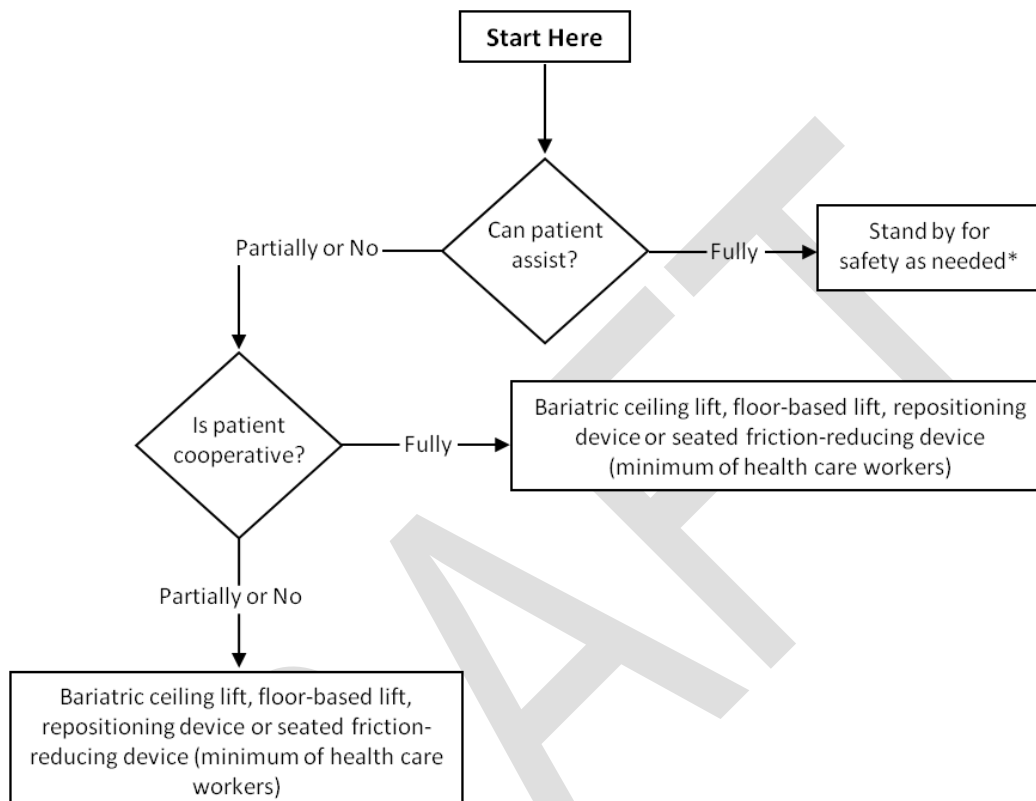 Start Here
Can patient
assist?
Partially or No
Fully
Stand by for
safety as needed*
Is patient
cooperative?
Fully
Bariatric ceiling lift, floor-based lift, repositioning
device or seated friction-reducing device
(minimum of health care workers)
Partially or No
Bariatric ceiling lift, floor-based lift,
repositioning device or seated friction-
reducing device (minimum of health care
workers)
AFT